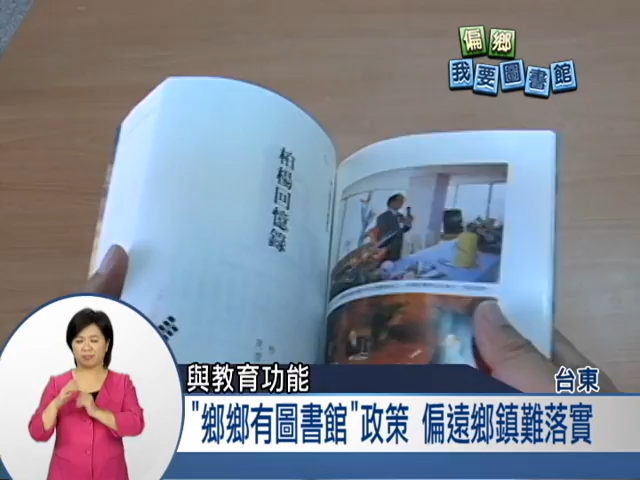 偏鄉
我要圖書館
柏楊回憶錄
與教育功能
台東
"鄉鄉有圖書館"政策 偏遠鄉鎮難落實